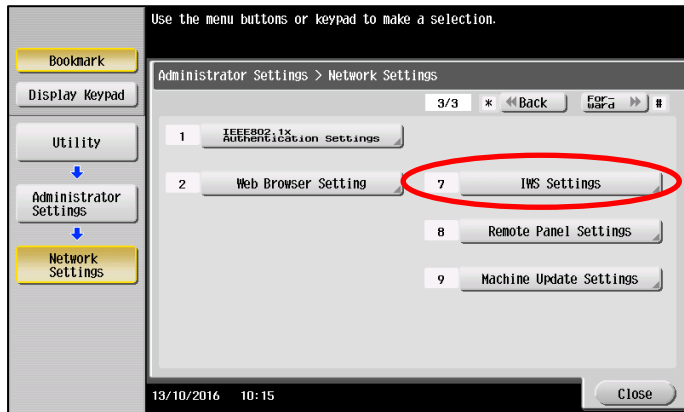 Use the menu buttons or keypad to make a selection.
Bookmark
Display Keypad
Utility
Administrator
Settings
Network
Settings
Administrator Settings > Network Settings
3/3 * Back For-
ward #
1 IEEE802.1X
Authentication Settings
2 Web Browser Setting
7 IWS Settings
8 Remote Panel Settings
9 Machine Update Settings
13/10/2016 10:15
Close